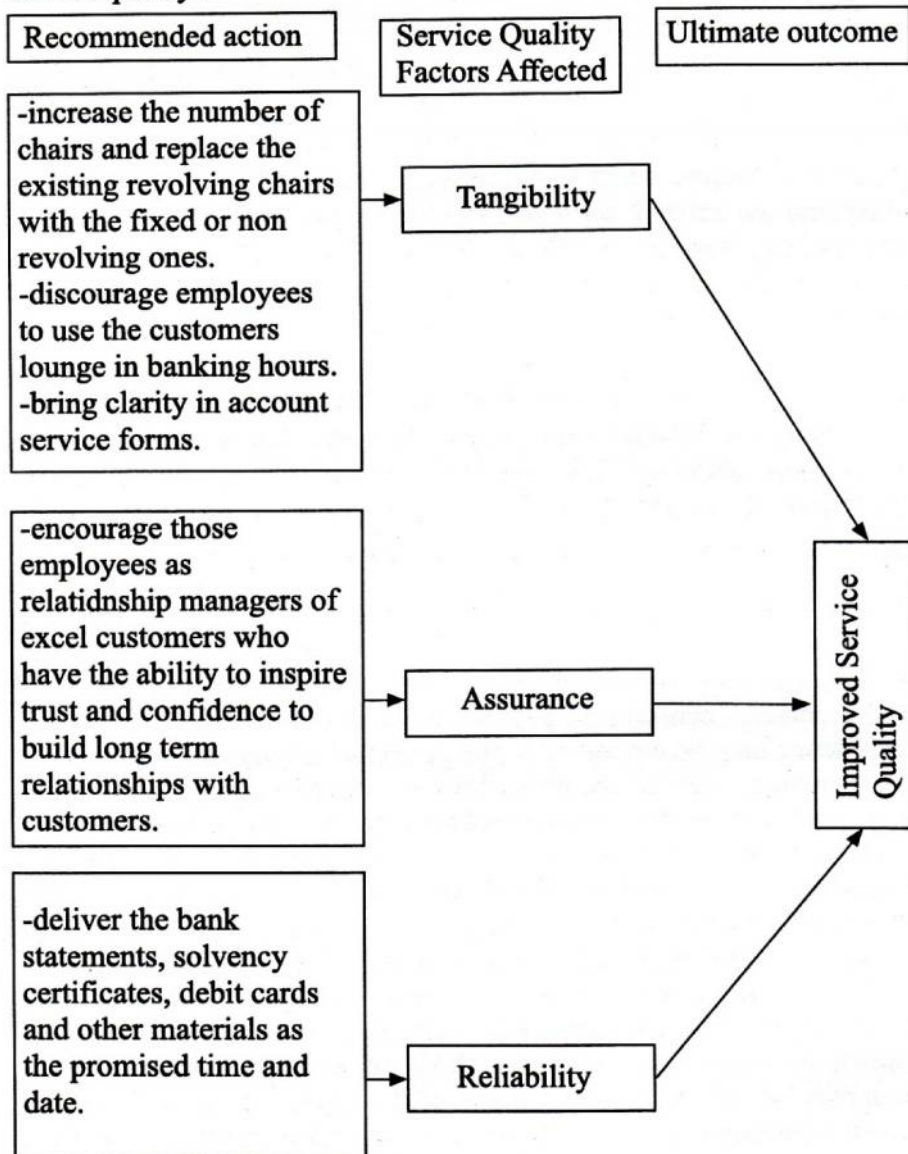 Recommended action
Service Quality
Factors Affected
Ultimate outcome
-increase the number of
chairs and replace the
existing revolving chairs
with the fixed or non
revolving ones.
-discourage employees
to use the customers
lounge in banking hours.
-bring clarity in account
service forms.
Tangibility
-encourage those
employees as
relatidnship managers of
excel customers who
have the ability to inspire
trust and confidence to
build long term
relationships with
customers.
Assurance
Improved Service
Quality
-deliver the bank
statements, solvency
certificates, debit cards
and other materials as
the promised time and
date.
Reliability